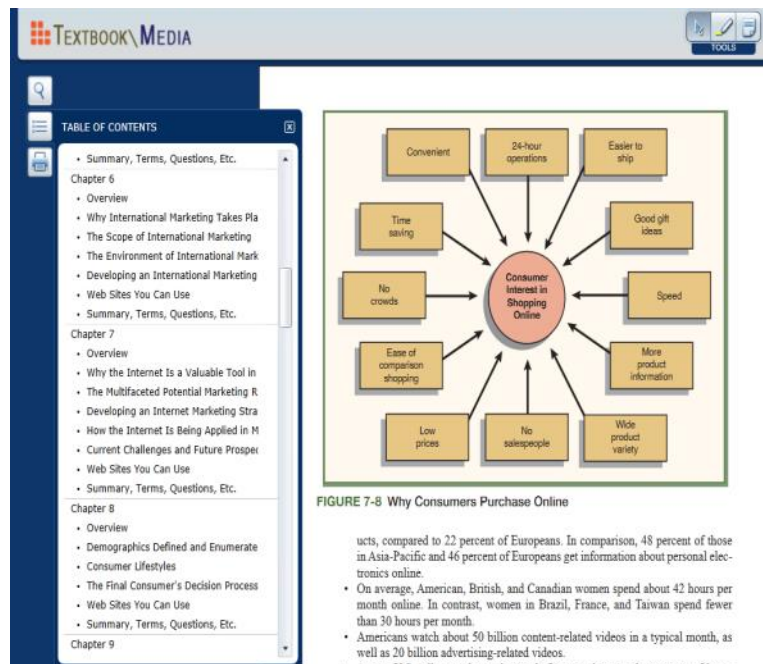 TEXTBOOK\MEDIA
TOOLS
TABLE OF CONTENTS
• Summary, Terms, Questions, Etc.
Chapter 6
• Overview
• Why International Marketing Takes Pla
• The Scope of International Marketing
• The Environment of International Mark
• Developing an International Marketing
• Web Sites You Can Use
• Summary, Terms, Questions, Etc.
Chapter 7
• Overview
• Why the Internet Is a Valuable Tool in
• The Multifaceted Potential Marketing R
• Developing an Internet Marketing Stra
• How the Internet Is Being Applied in M
• Current Challenges and Future Prospec
• Web Sites You Can Use
• Summary, Terms, Questions, Etc.
Chapter 8
• Overview
• Demographics Defined and Enumerate
• Consumer Lifestyles
• The Final Consumer's Decision Process
• Web Sites You Can Use
• Summary, Terms, Questions, Etc.
Chapter 9
Convenient
24-hour
operations
Easier to
ship
Time
saving
Good gift
ideas
No
crowds
Consumer
Interest in
Shopping
Online
Speed
Ease of
comparison
shopping
More
product
information
Low
prices
No
salespeople
Wide
product
variety
FIGURE 7-8 Why Consumers Purchase Online
ucts, compared to 22 percent of Europeans. In comparison, 48 percent of those
in Asia-Pacific and 46 percent of Europeans get information about personal elec-
tronics online.
• On average, American, British, and Canadian women spend about 42 hours per
month online. In contrast, women in Brazil, France, and Taiwan spend fewer
than 30 hours per month.
• Americans watch about 50 billion content-related videos in a typical month, as
well as 20 billion advertising-related videos.